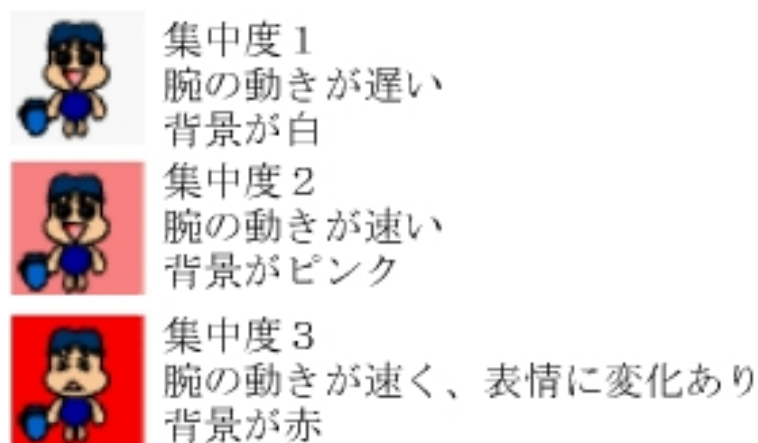 集中度１
腕の動きが遅い
背景が白
集中度２
腕の動きが速い
背景がピンク
集中度３
腕の動きが速く、表情に変化あり
背景が赤